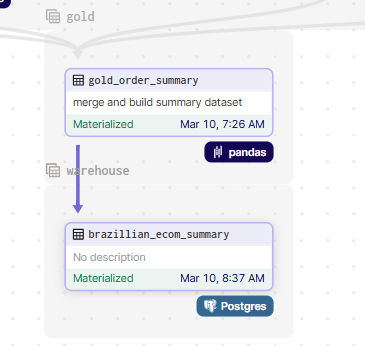 gold
gold_order_summary
merge and build summary dataset
Materialized Mar 10, 7:26 AM
pandas
warehouse
brazillian_ecom_summary
No description
Materialized Mar 10, 8:37 AM
Postgres